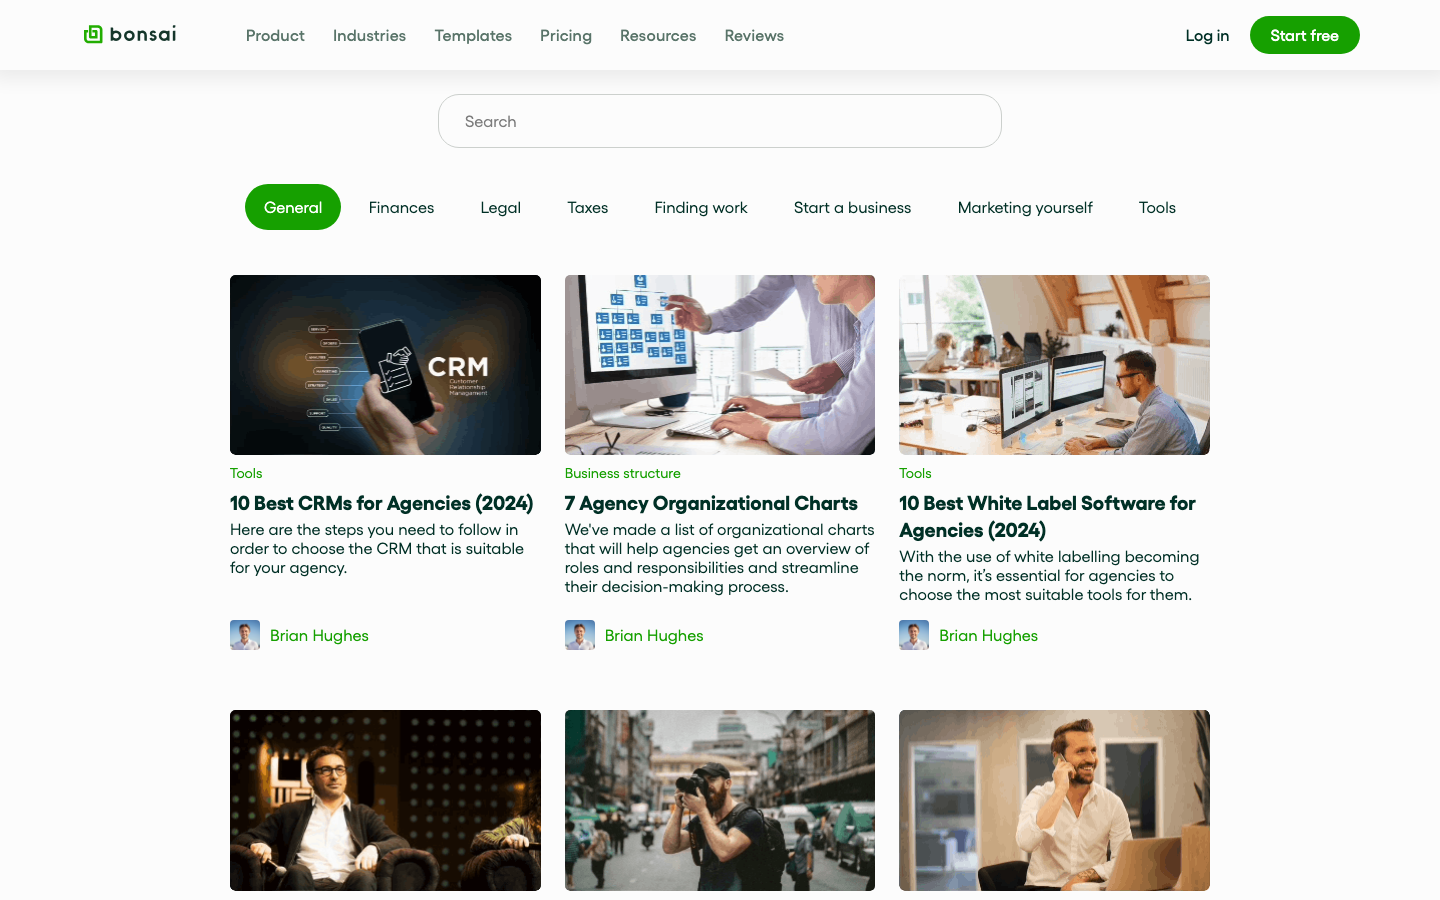 bonsai
Product
Industries
Templates
Pricing
Resources
Reviews
Log in
Start free
Search
General
Finances
Legal
Taxes
Finding work
Start a business
Marketing yourself
Tools
CRM
Customer
Relationship
Management
Tools
10 Best CRMs for Agencies (2024)
Here are the steps you need to follow in
order to choose the CRM that is suitable
for your agency.
Brian Hughes
Business structure
7 Agency Organizational Charts
We've made a list of organizational charts
that will help agencies get an overview of
roles and responsibilities and streamline
their decision-making process.
Brian Hughes
Tools
10 Best White Label Software for
Agencies (2024)
With the use of white labelling becoming
the norm, it's essential for agencies to
choose the most suitable tools for them.
Brian Hughes